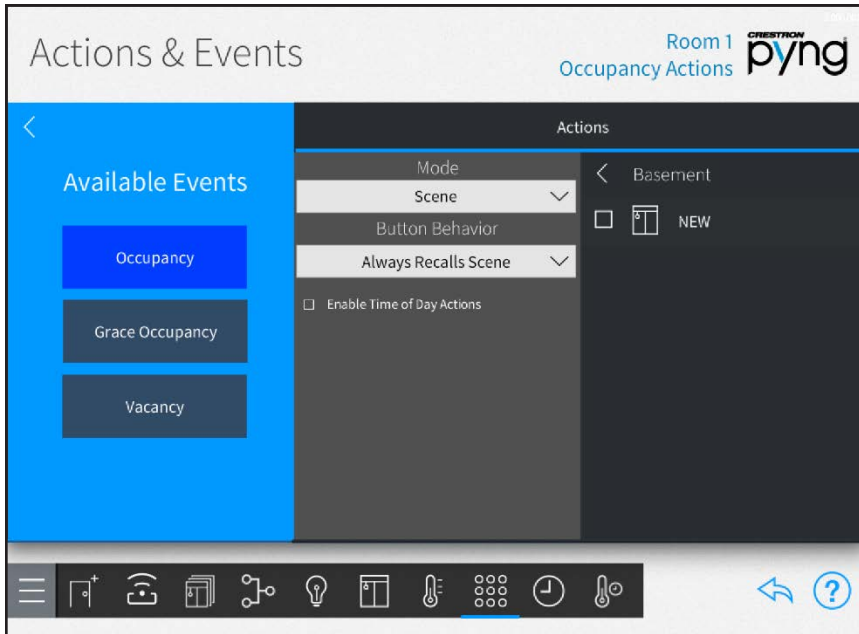 Actions & Events
Room 1
Occupancy Actions
CRESTRON
pyng
Actions
Available Events
Occupancy
Grace Occupancy
Vacancy
Mode
Scene
Button Behavior
Always Recalls Scene
Enable Time of Day Actions
Basement
NEW
?